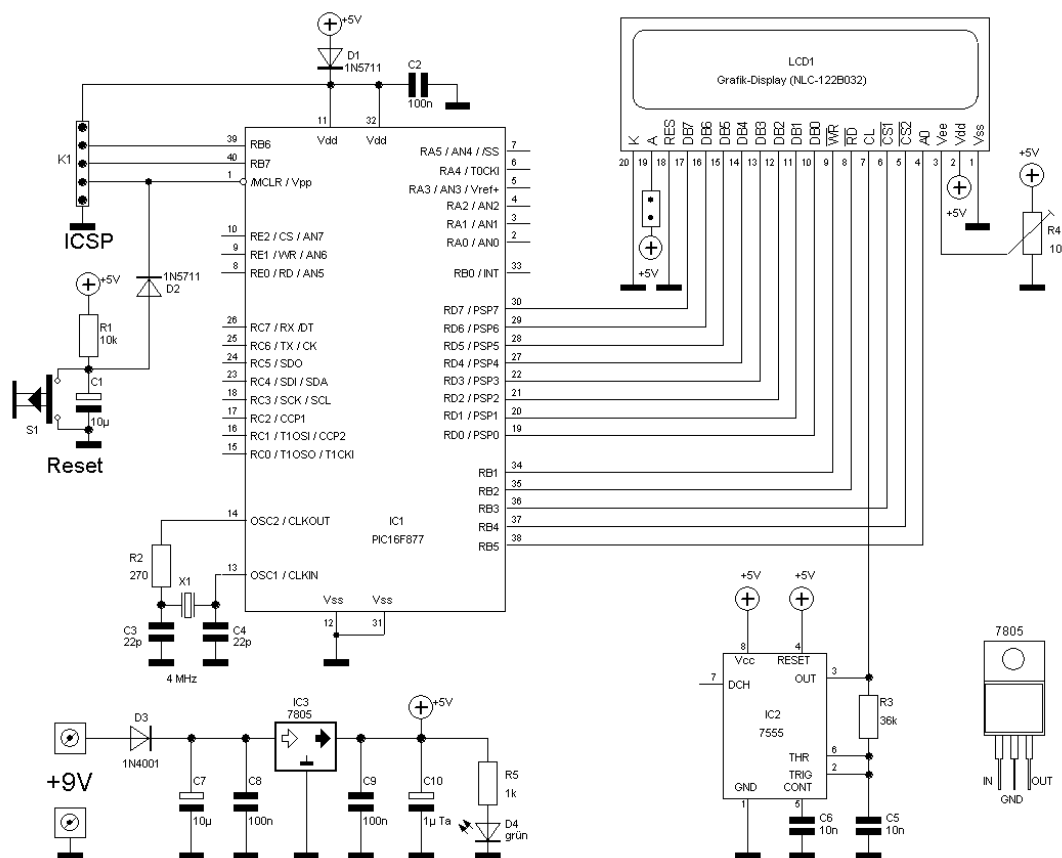 +5V
D1
1N5711
C2
100n
11
32
Vdd
Vdd
K1
39
RB6
40
RB7
1
/MCLR / Vpp
ICSP
10
RE2 / CS / AN7
9
RE1 / WR / AN6
8
RE0 / RD / AN5
26
RC7 / RX /DT
25
RC6 / TX / CK
24
RC5 / SDO
23
RC4 / SDI / SDA
18
RC3 / SCK / SCL
17
RC2 / CCP1
16
RC1 / T1OSI / CCP2
15
RC0 / T1OSO / T1CKI
14
OSC2 / CLKOUT
13
OSC1 / CLKIN
IC1
PIC16F877
Vss
Vss
12
31
RA5 / AN4 /SS
7
RA4 / T0CKI
6
RA3 / AN3 / Vref+
5
RA2 / AN2
4
RA1 / AN1
3
RA0 / AN0
2
RB0 / INT
33
RD7 / PSP7
30
RD6 / PSP6
29
RD5 / PSP5
28
RD4 / PSP4
27
RD3 / PSP3
22
RD2 / PSP2
21
RD1 / PSP1
20
RD0 / PSP0
19
RB1
34
RB2
35
RB3
36
RB4
37
RB5
38
1N5711
D2
+5V
R1
10k
C1
10µ
S1
Reset
R2
270
X1
C3
22p
C4
22p
4 MHz
LCD1
Grafik-Display (NLC-122B032)
K
A
RES
DB7
DB6
DB5
DB4
DB3
DB2
DB1
DB0
WR
RD
CL
CS1
CS2
A0
Vee
Vdd
Vss
20
19
18
17
16
15
14
13
12
11
10
9
8
7
6
5
4
3
2
1
+5V
+5V
+5V
R4
10
+5V
+5V
8
4
Vcc
RESET
7
DCH
OUT
3
IC2
7555
THR
6
TRIG
2
GND
CONT
1
5
R3
36k
C6
10n
C5
10n
7805
IN
OUT
GND
+9V
D3
1N4001
C7
10µ
C8
100n
IC3
7805
C9
100n
C10
1µ Ta
+5V
R5
1k
D4
grün